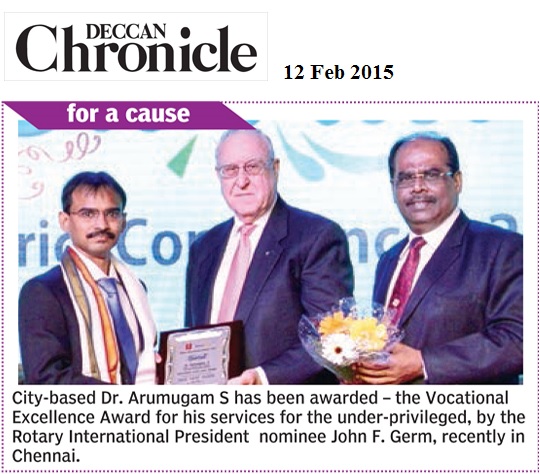 DECCAN
Chronicle
12 Feb 2015
for a cause
City-based Dr. Arumugam S has been awarded – the Vocational
Excellence Award for his services for the under-privileged, by the
Rotary International President nominee John F. Germ, recently in
Chennai.